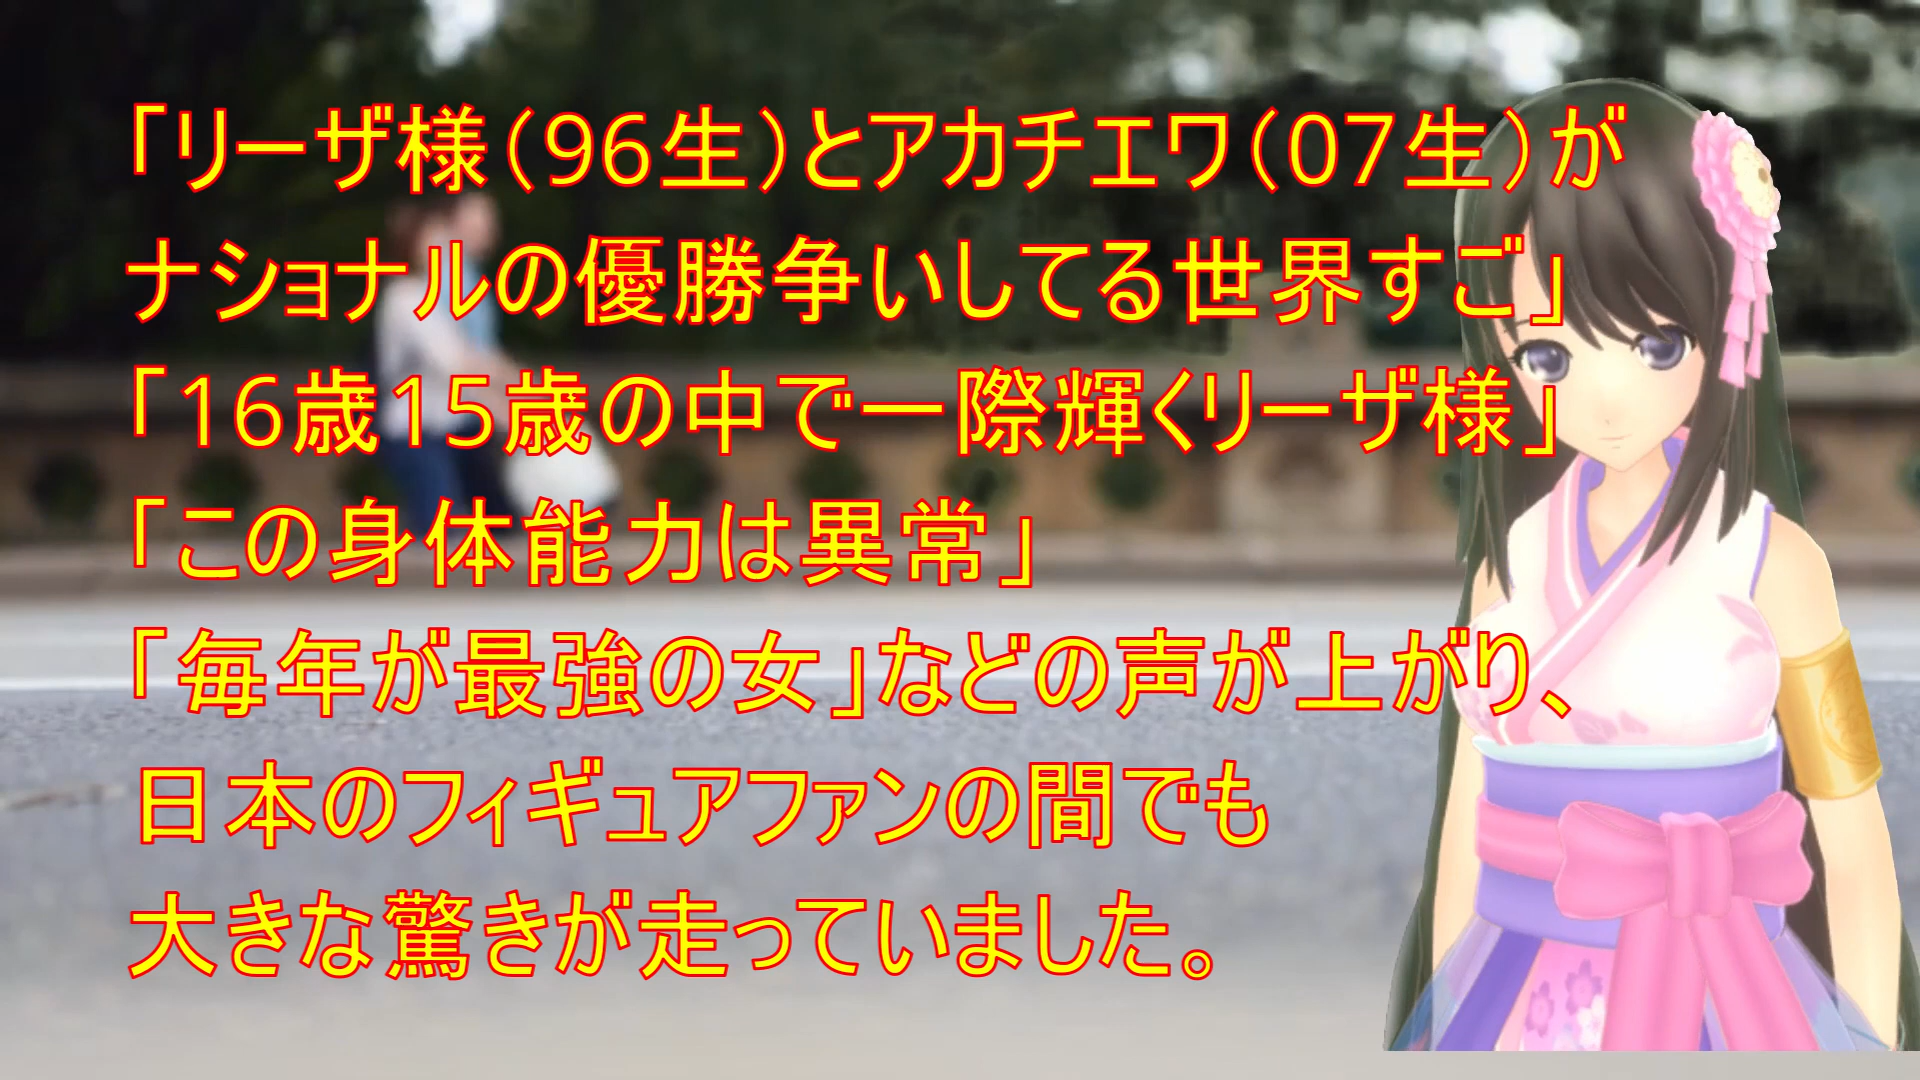 「リーザ様（96生）とアカチエワ（07生）が
ナショナルの優勝争いしてる世界すご」
「16歳15歳の中で一際輝くリーザ様」
「この身体能力は異常」
「毎年が最強の女」などの声が上がり、
日本のフィギュアファンの間でも
大きな驚きが走っていました。